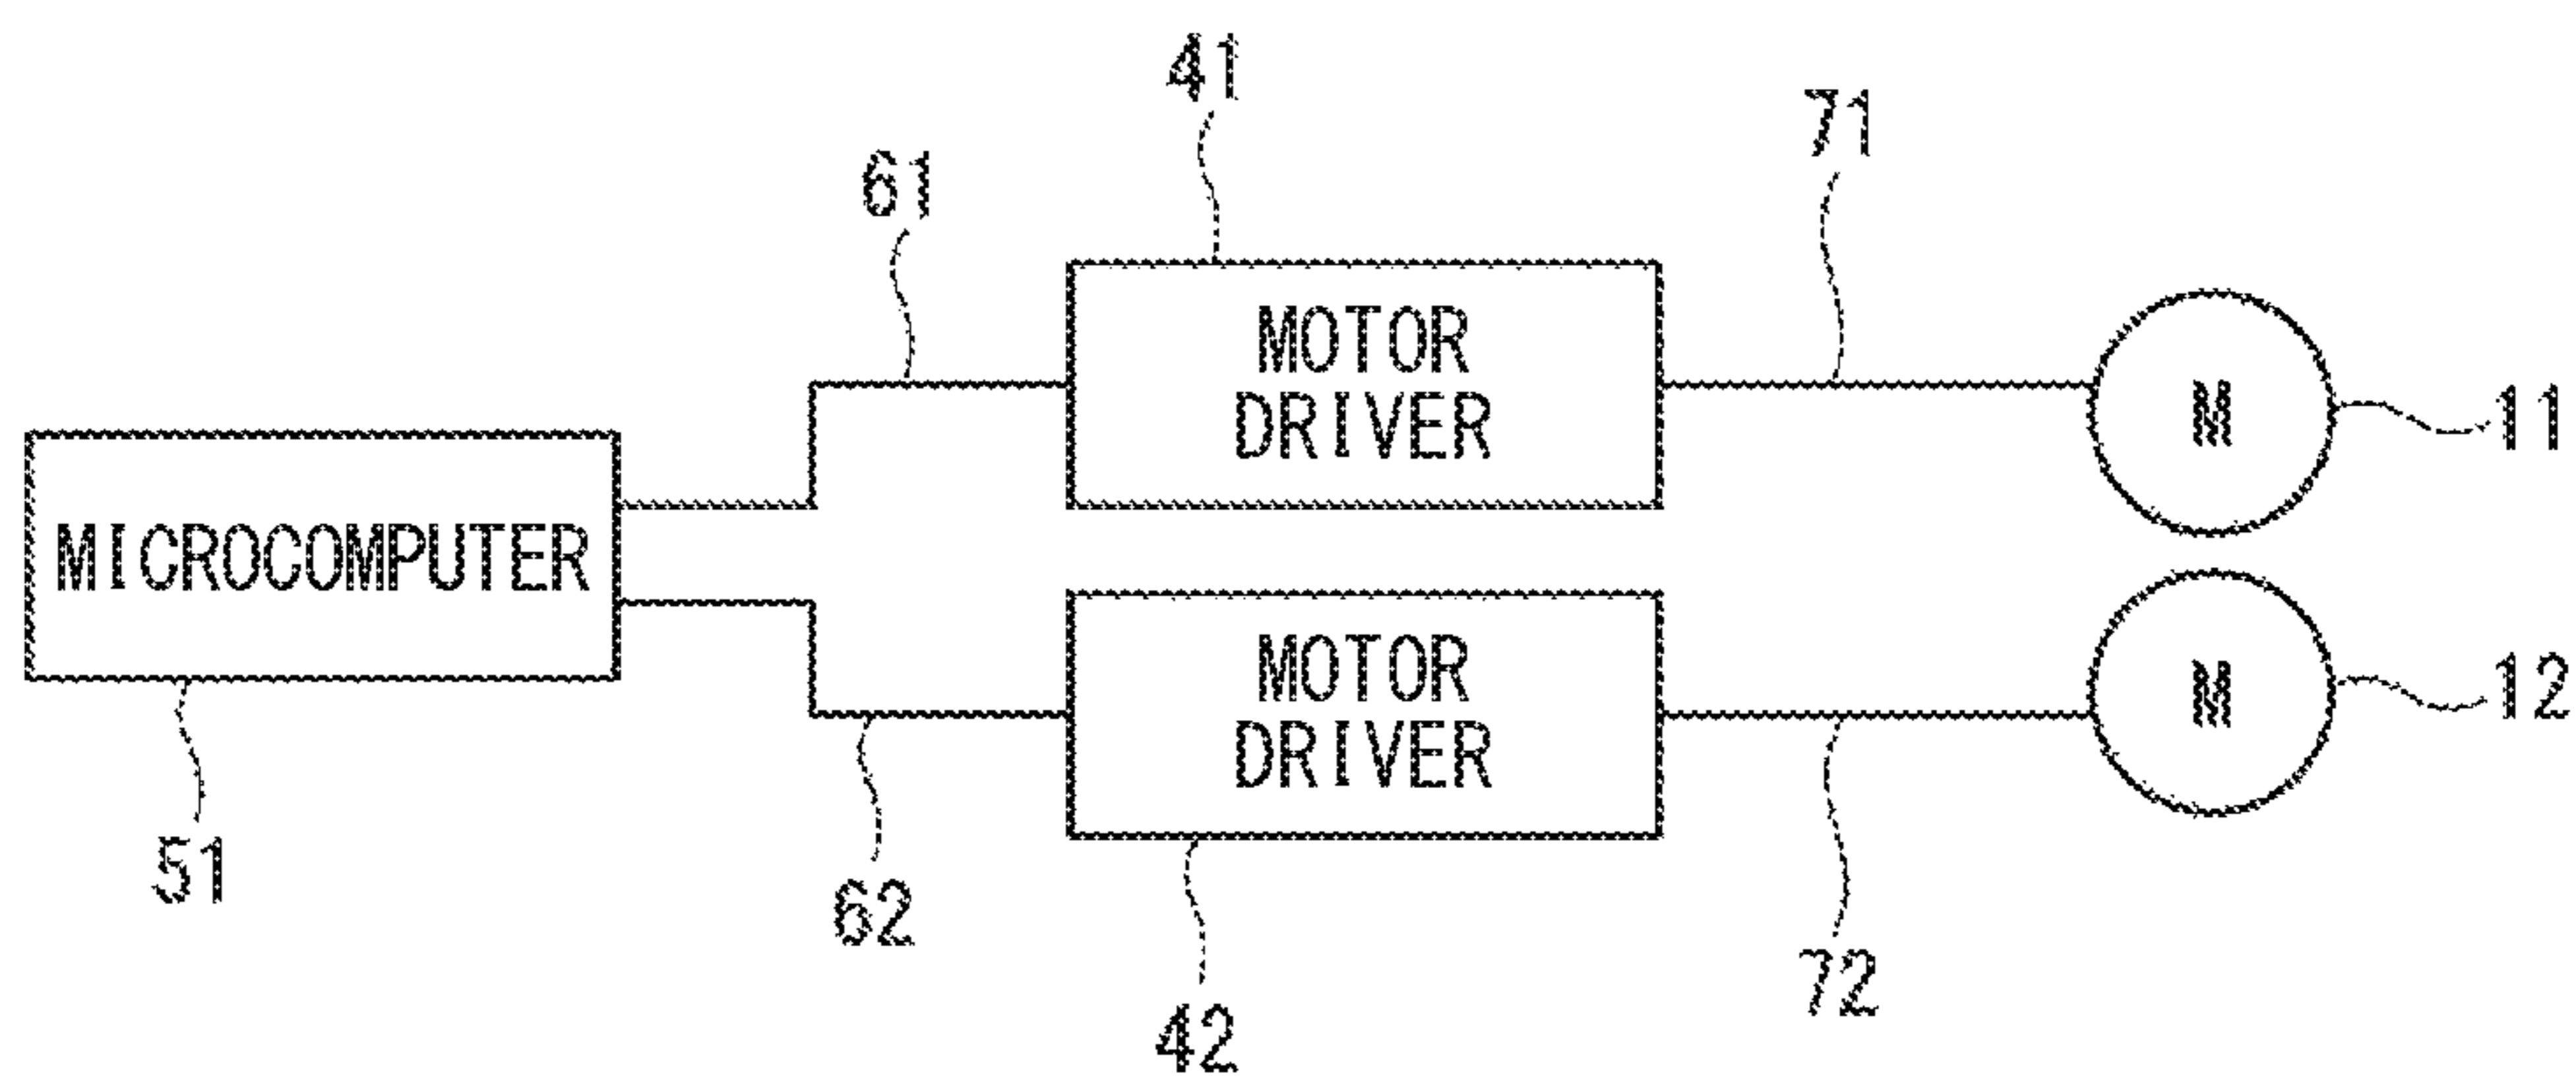 41
71
61
MOTOR
DRIVER
M
11
MICROCOMPUTER
MOTOR
DRIVER
M
12
51
62
72
42